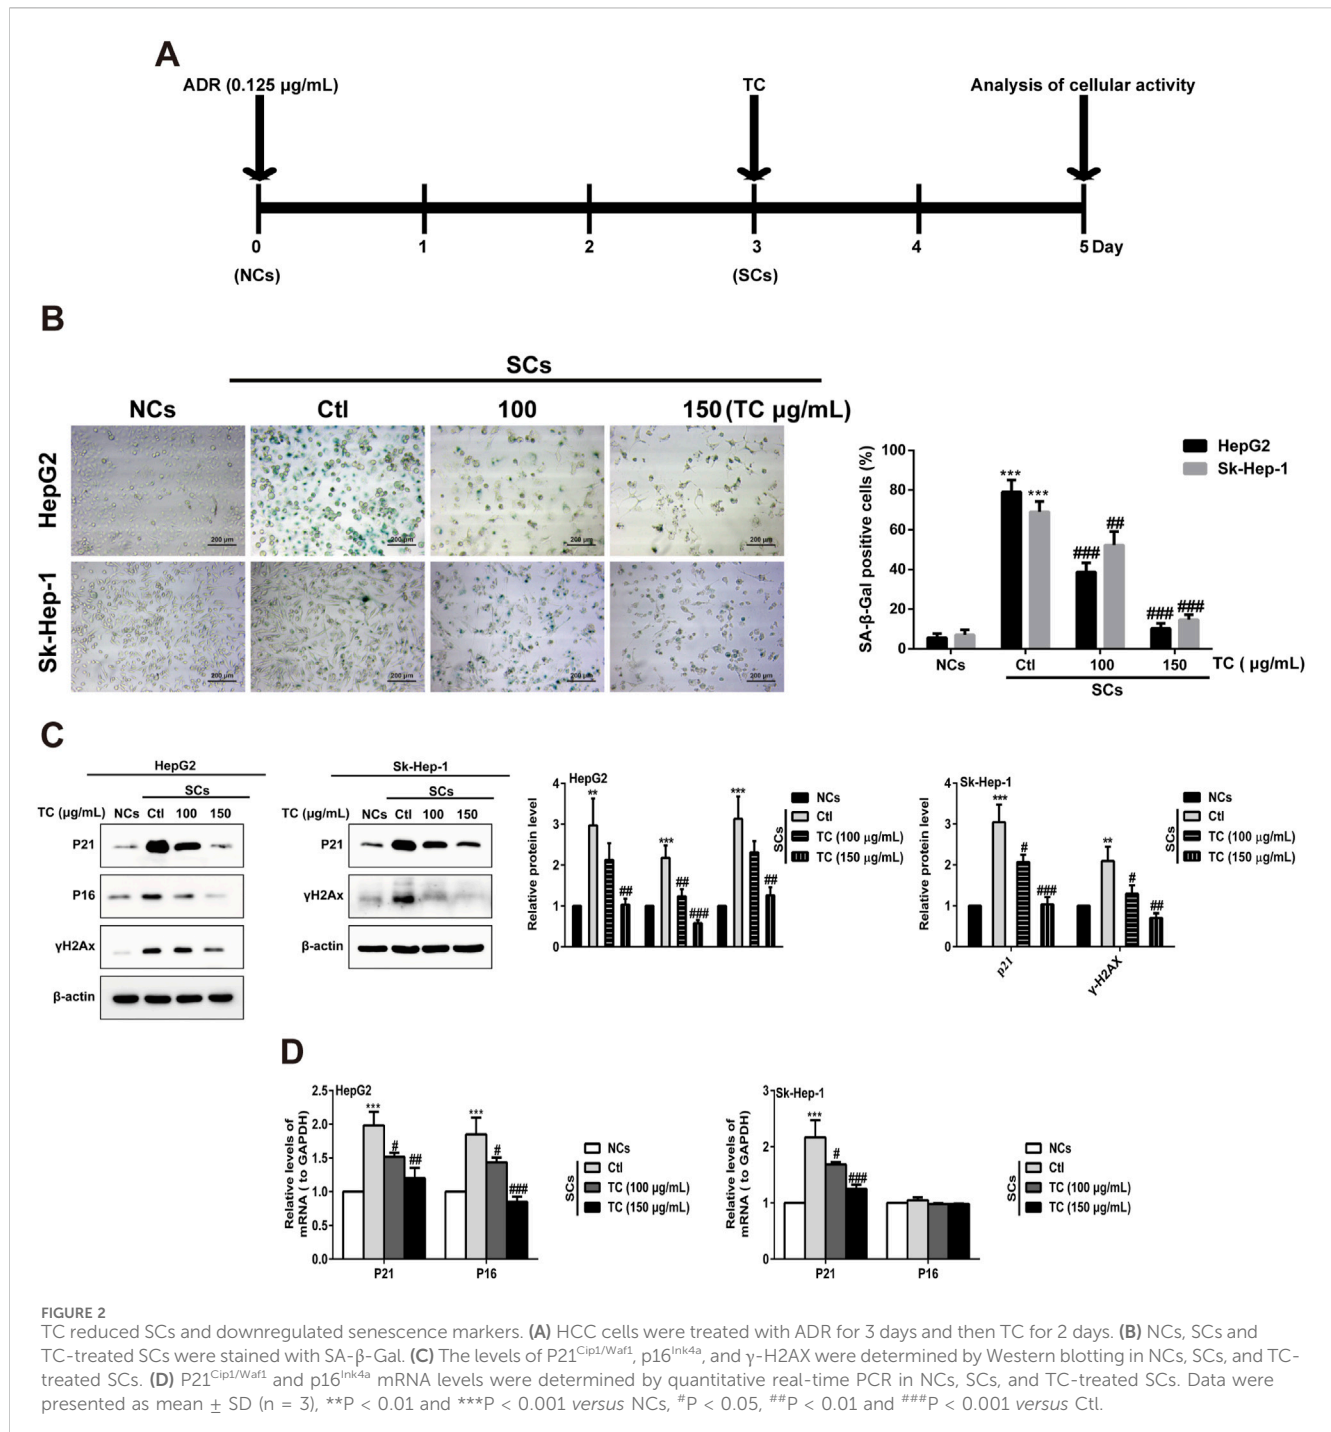 A
ADR (0.125 µg/mL)
TC
Analysis of cellular activity
0
1
2
3
4
5 Day
(NCs)
(SCs)
B
SCs
NCs
Ctl
100
150 (TC µg/mL)
HepG2
200 µm
200 µm
200 µm
200 µm
Sk-Hep-1
200 µm
200 µm
200 µm
200 µm
SA-β-Gal positive cells (%)
100
80
60
40
20
0
HepG2
Sk-Hep-1
***
***
###
##
###
###
NCs
Ctl
100
150
TC ( µg/mL)
SCs
C
HepG2
SCs
TC (µg/mL) NCs Ctl 100 150
P21
P16
γH2Ax
β-actin
Sk-Hep-1
SCs
TC (µg/mL) NCs Ctl 100 150
P21
γH2Ax
β-actin
HepG2
Relative protein level
4
3
2
1
0
**
##
***
##
###
***
##
NCs
Ctl
TC (100 µg/mL)
TC (150 µg/mL)
SCs
Sk-Hep-1
Relative protein level
4
3
2
1
0
***
#
###
**
#
##
p21
γ-H2AX
NCs
Ctl
TC (100 µg/mL)
TC (150 µg/mL)
SCs
D
HepG2
Relative levels of
mRNA ( to GAPDH)
2.5
2.0
1.5
1.0
0.5
0.0
***
#
##
***
#
###
P21
P16
NCs
Ctl
TC (100 µg/mL)
TC (150 µg/mL)
SCs
Sk-Hep-1
Relative levels of
mRNA ( to GAPDH)
3
2
1
0
***
#
###
P21
P16
NCs
Ctl
TC (100 µg/mL)
TC (150 µg/mL)
SCs
FIGURE 2
TC reduced SCs and downregulated senescence markers. (A) HCC cells were treated with ADR for 3 days and then TC for 2 days. (B) NCs, SCs and
TC-treated SCs were stained with SA-β-Gal. (C) The levels of P21Cip1/Waf1, p16Ink4a, and γ-H2AX were determined by Western blotting in NCs, SCs, and TC-
treated SCs. (D) P21Cip1/Waf1 and p16Ink4a mRNA levels were determined by quantitative real-time PCR in NCs, SCs, and TC-treated SCs. Data were
presented as mean ± SD (n = 3), **P < 0.01 and ***P < 0.001 versus NCs, #P < 0.05, ##P < 0.01 and ###P < 0.001 versus Ctl.